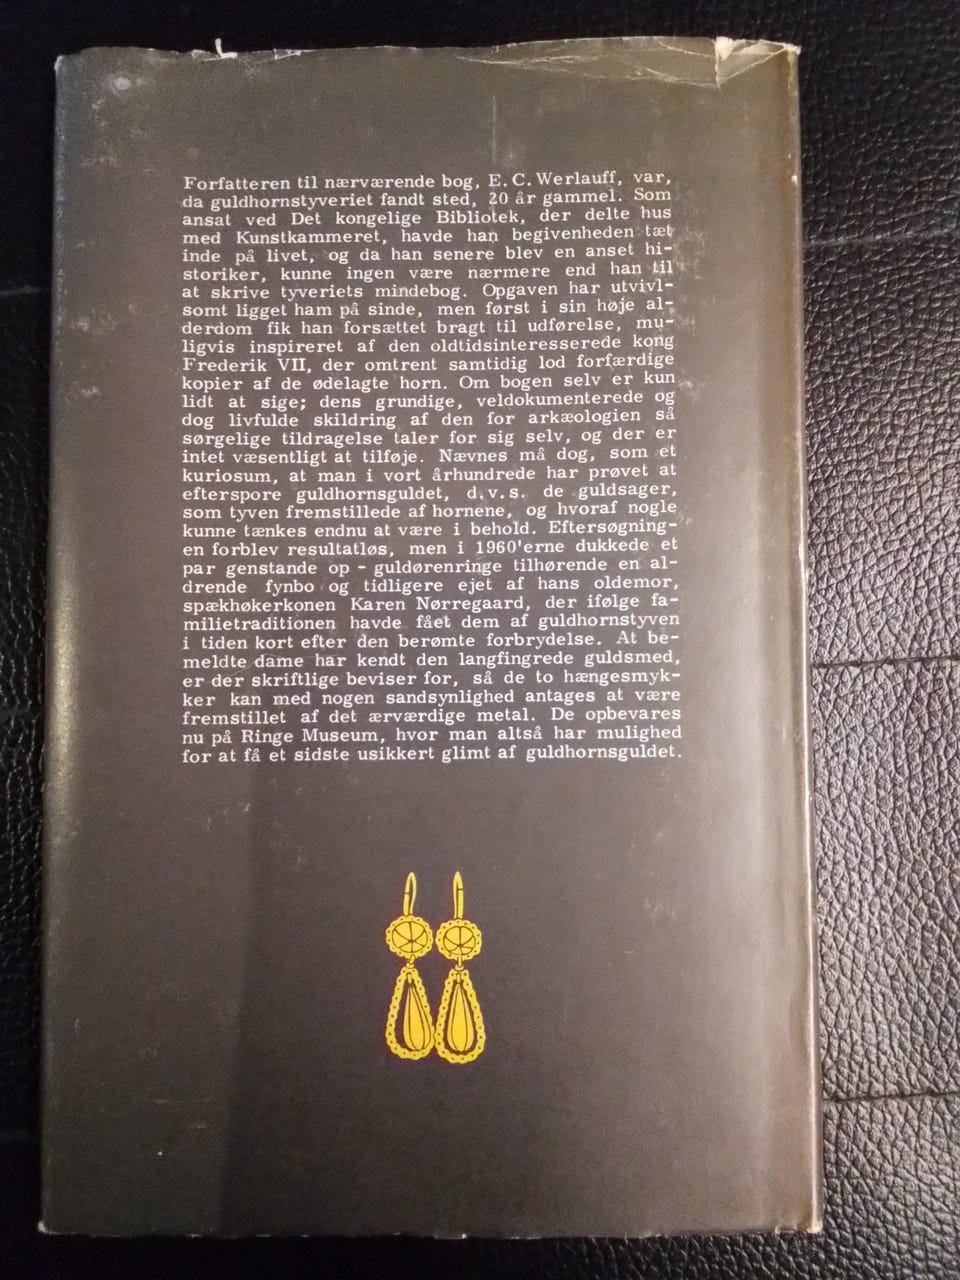 Forfatteren til nærværende bog, E. C. Werlauff, var,
da guldhornstyveriet fandt sted, 20 år gammel. Som
ansat ved Det kongelige Bibliotek, der delte hus
med Kunstkammeret, havde han begivenheden tæt
inde på livet, og da han senere blev en anset hi-
storiker, kunne ingen være nærmere end han til
at skrive tyveriets mindebog. Opgaven har utvivl-
somt ligget ham på sinde, men først i sin høje al-
derdom fik han forsættet bragt til udførelse, mu-
ligvis inspireret af den oldtidsinteresserede kong
Frederik VII, der omtrent samtidig lod forfærdige
kopier af de ødelagte horn. Om bogen selv er kun
lidt at sige; dens grundige, veldokumenterede og
dog livfulde skildring af den for arkæologien så
sørgelige tildragelse taler for sig selv, og der er
intet væsentligt at tilføje. Nævnes må dog, som et
kuriosum, at man i vort århundrede har prøvet at
efterspore guldhornsguldet, d.v.s. de guldsager,
som tyven fremstillede af hornene, og hvoraf nogle
kunne tænkes endnu at være i behold. Eftersøgning-
en forblev resultatløs, men i 1960'erne dukkede et
par genstande op - guldørenringe tilhørende en al-
drende fynbo og tidligere ejet af hans oldemor,
spækhøkerkonen Karen Nørregaard, der ifølge fa-
milietraditionen havde fået dem af guldhornstyven
i tiden kort efter den berømte forbrydelse. At be-
meldte dame har kendt den langfingrede guldsmed,
er der skriftlige beviser for, så de to hængesmyk-
ker kan med nogen sandsynlighed antages at være
fremstillet af det ærværdige metal. De opbevares
nu på Ringe Museum, hvor man altså har mulighed
for at få et sidste usikkert glimt af guldhornsguldet.